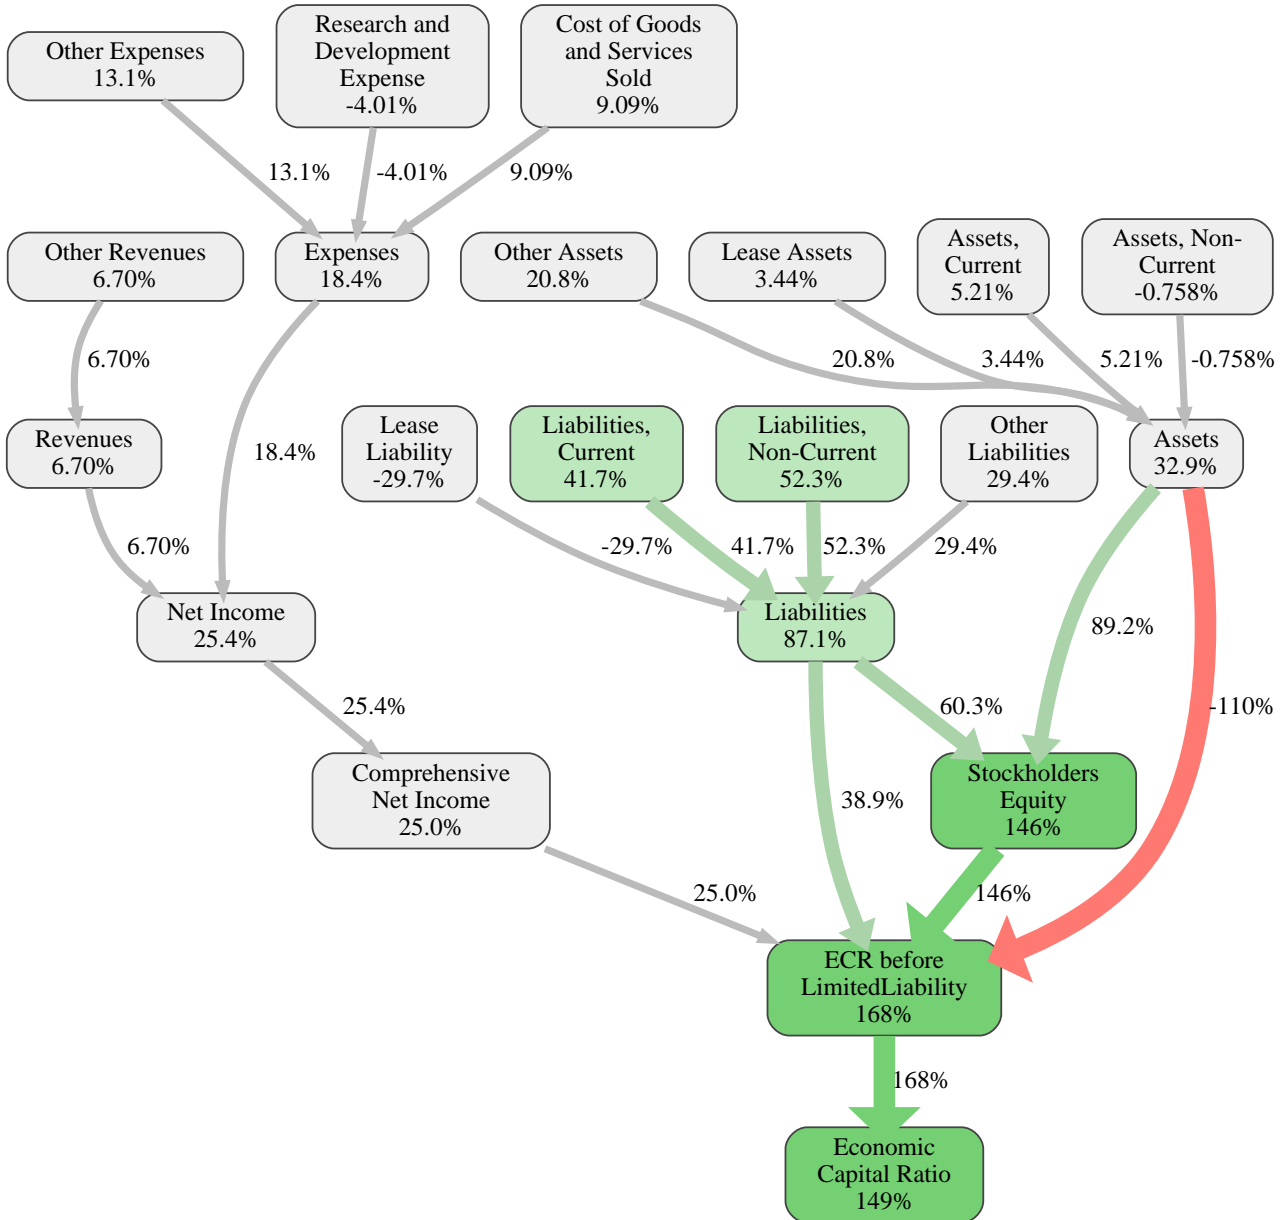 Other Expenses
13.1%
Research and
Development
Expense
-4.01%
Cost of Goods
and Services
Sold
9.09%
13.1%
-4.01%
9.09%
Other Revenues
6.70%
Expenses
18.4%
Other Assets
20.8%
Lease Assets
3.44%
Assets,
Current
5.21%
Assets, Non-
Current
-0.758%
6.70%
20.8%
3.44%
5.21%
-0.758%
Revenues
6.70%
18.4%
Lease
Liability
-29.7%
Liabilities,
Current
41.7%
Liabilities,
Non-Current
52.3%
Other
Liabilities
29.4%
Assets
32.9%
6.70%
-29.7%
41.7%
52.3%
29.4%
Net Income
25.4%
Liabilities
87.1%
89.2%
25.4%
60.3%
-110%
Comprehensive
Net Income
25.0%
38.9%
Stockholders
Equity
146%
25.0%
146%
ECR before
LimitedLiability
168%
168%
Economic
Capital Ratio
149%